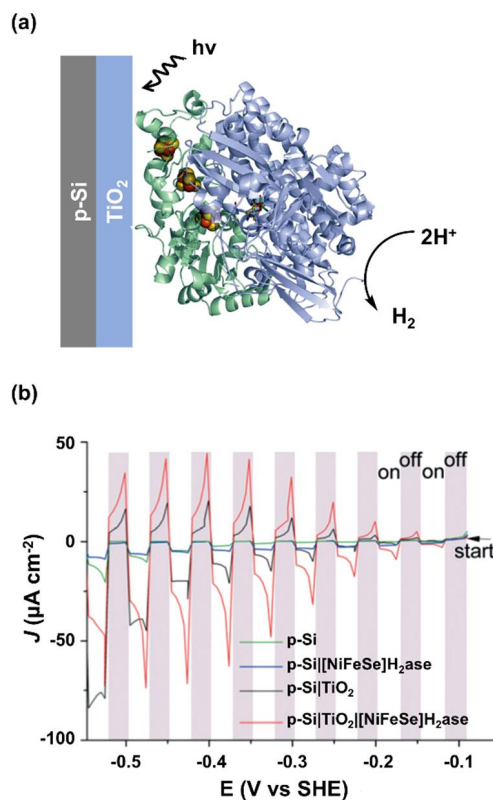 (a)
hν
p-Si
TiO₂
2H⁺
H₂
(b)
50
0
-50
-100
J (μA cm⁻²)
on off on off
start
p-Si
p-Si|[NiFeSe]H₂ase
p-Si|TiO₂
p-Si|TiO₂|[NiFeSe]H₂ase
-0.5 -0.4 -0.3 -0.2 -0.1
E (V vs SHE)